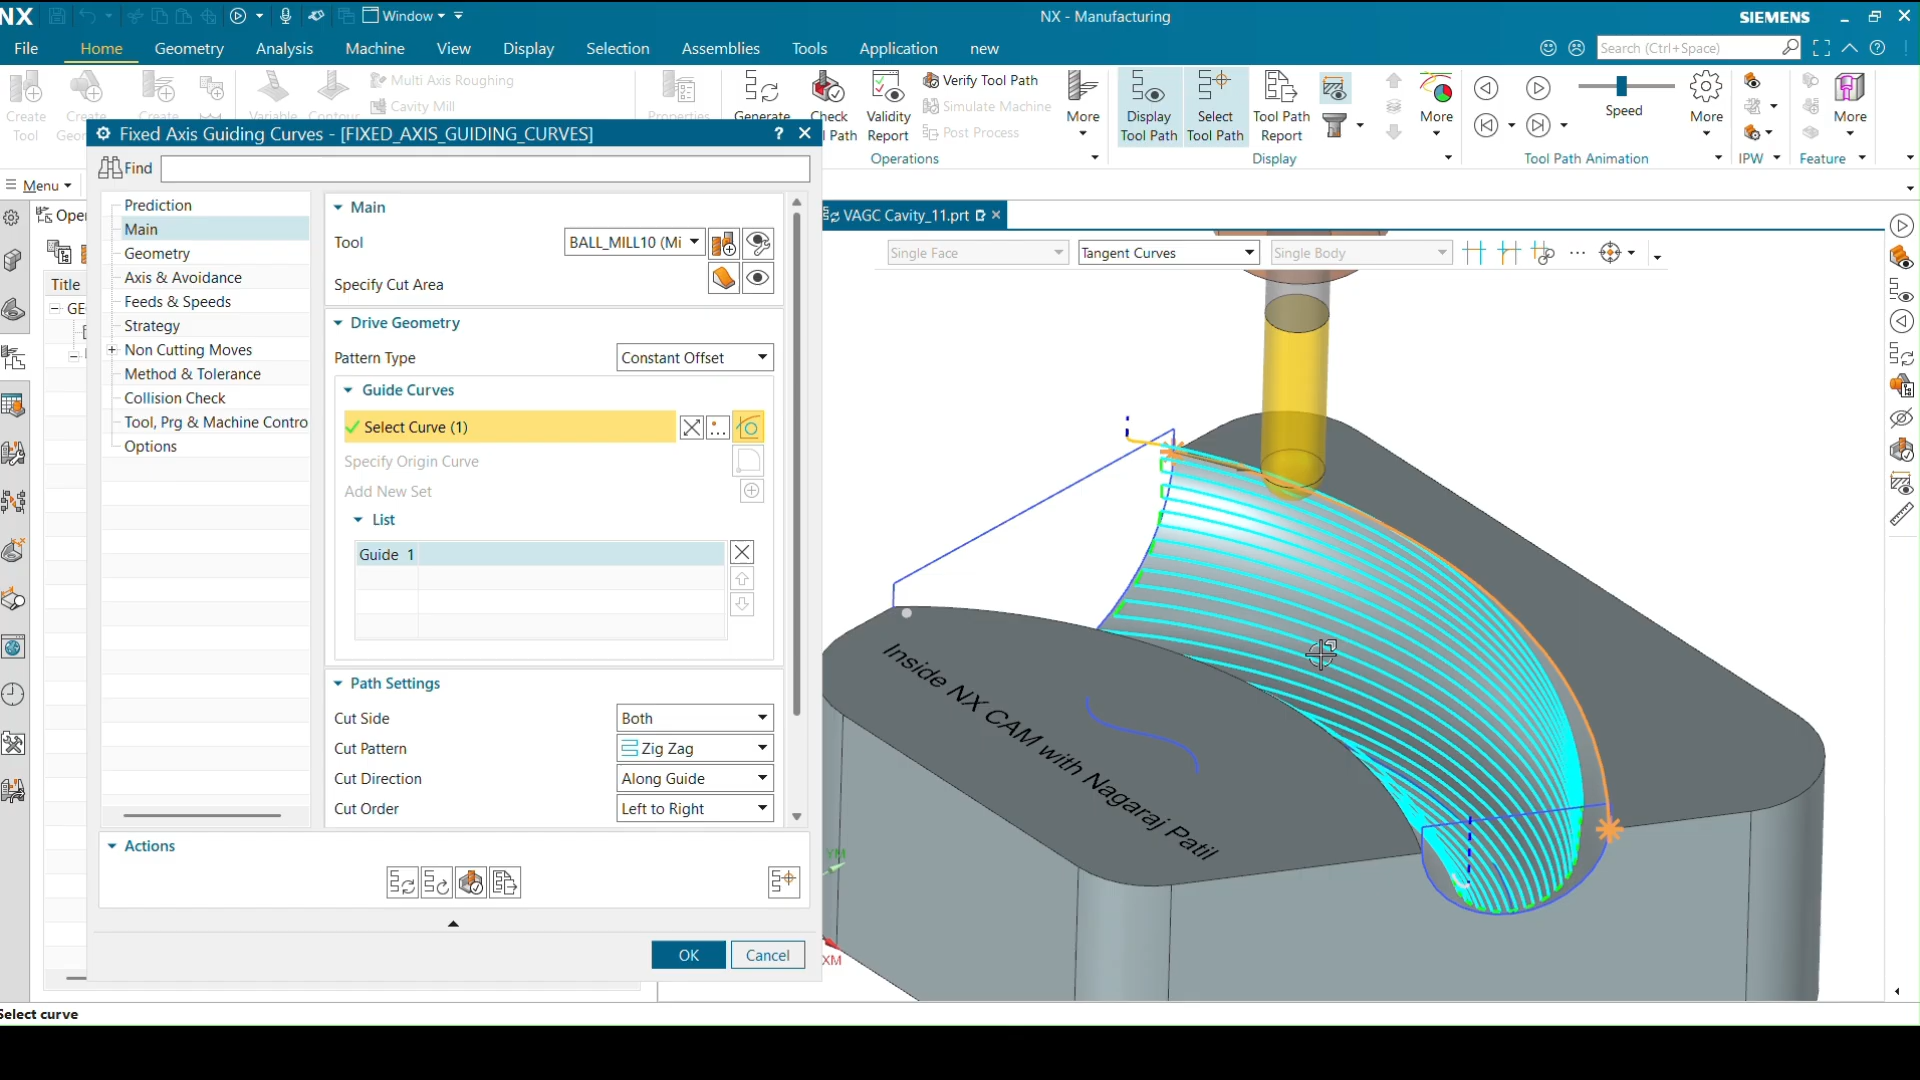 NX
Window
NX - Manufacturing
SIEMENS
File Home Geometry Analysis Machine View Display Selection Assemblies Tools Application new
Search (Ctrl+Space)
Create Tool
Create
Create
Variable
Contour
Multi Axis Roughing
Cavity Mill
Properties
Generate
Check
l Path
Validity Report
Verify Tool Path
Simulate Machine
Post Process
More
Display Tool Path
Select Tool Path
Tool Path Report
More
Speed
More
More
Operations
Display
Tool Path Animation
IPW
Feature
Menu
Fixed Axis Guiding Curves - [FIXED_AXIS_GUIDING_CURVES]
Find
Title
VAGC Cavity_11.prt
Single Face
Tangent Curves
Single Body
Prediction
Main
Geometry
Axis & Avoidance
Feeds & Speeds
Strategy
Non Cutting Moves
Method & Tolerance
Collision Check
Tool, Prg & Machine Contro
Options
Main
Tool BALL_MILL10 (Mi
Specify Cut Area
Drive Geometry
Pattern Type Constant Offset
Guide Curves
Select Curve (1)
Specify Origin Curve
Add New Set
List
Guide 1
Path Settings
Cut Side Both
Cut Pattern Zig Zag
Cut Direction Along Guide
Cut Order Left to Right
Actions
OK Cancel
Inside NX CAM with Nagaraj Patil
YM
XM
Select curve